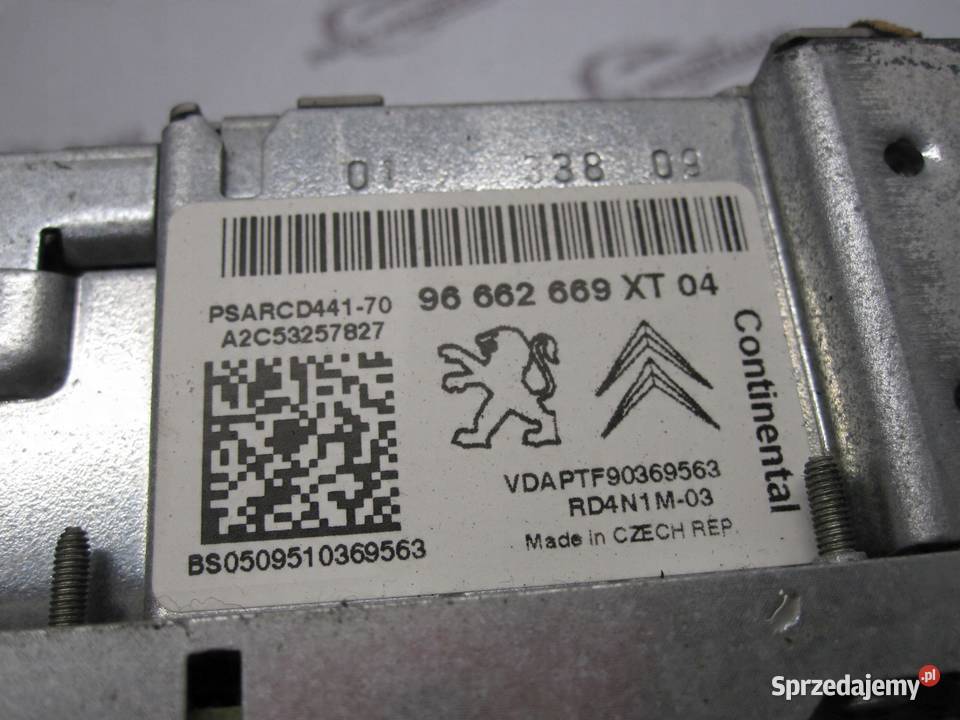 01 338 09
PSARCD441-70 96 662 669 XT 04
A2C53257827
Continental
VDAPTF90369563
RD4N1M-03
Made in CZECH REP.
BS0509510369563
Sprzedajemy.pl